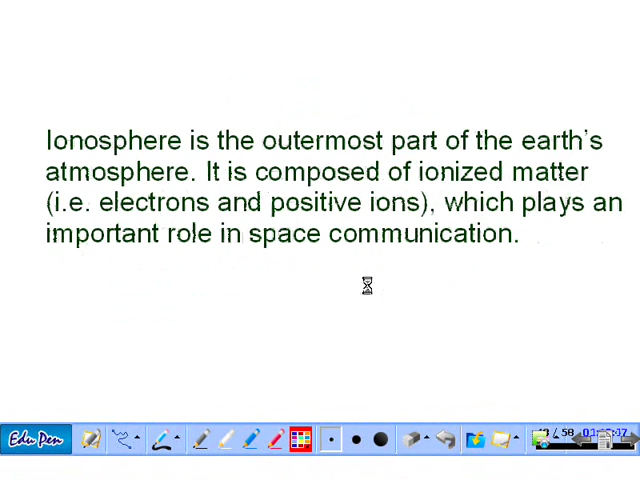 Ionosphere is the outermost part of the earth's
atmosphere. It is composed of ionized matter
(i.e. electrons and positive ions), which plays an
important role in space communication.
Edu Pen
/ 58